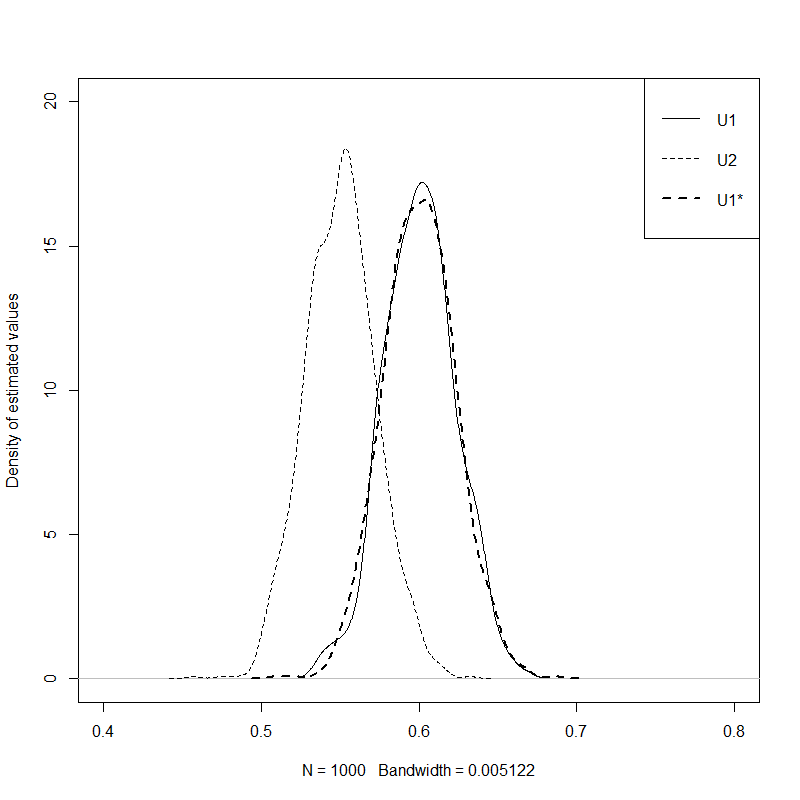 Density of estimated values
20
15
10
5
0
U1
U2
U1*
0.4 0.5 0.6 0.7 0.8
N = 1000 Bandwidth = 0.005122